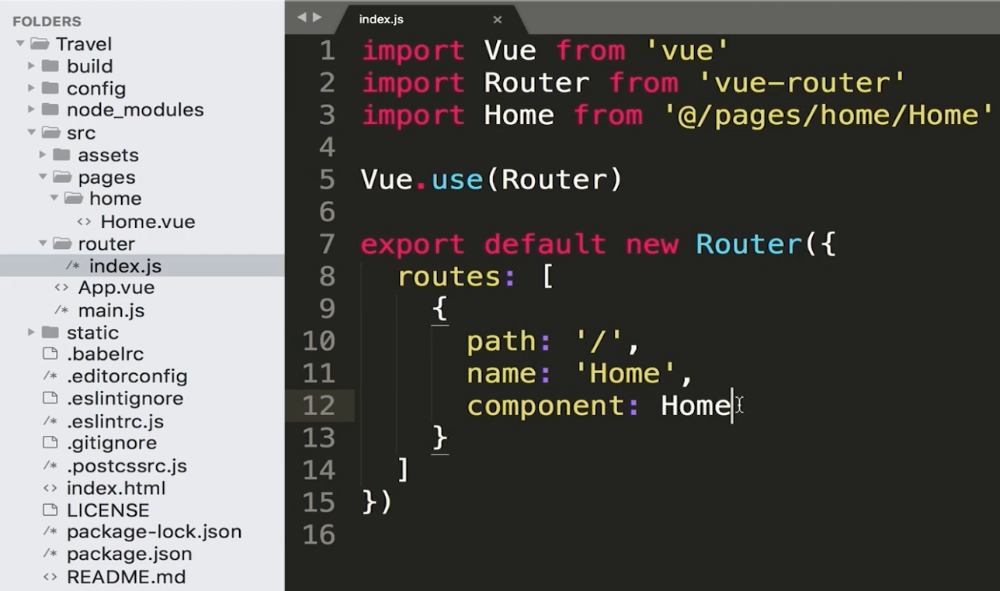 FOLDERS
Travel
build
config
node_modules
src
assets
pages
home
<> Home.vue
router
/* index.js
<> App.vue
/* main.js
static
.babelrc
/* .editorconfig
.eslintignore
/* .eslintrc.js
.gitignore
/* .postcssrc.js
<> index.html
LICENSE
/* package-lock.json
/* package.json
<> README.md
index.js ×
1 import Vue from 'vue'
2 import Router from 'vue-router'
3 import Home from '@/pages/home/Home'
4
5 Vue.use(Router)
6
7 export default new Router({
8 routes: [
9 {
10 path: '/',
11 name: 'Home',
12 component: Home
13 }
14 ]
15 })
16